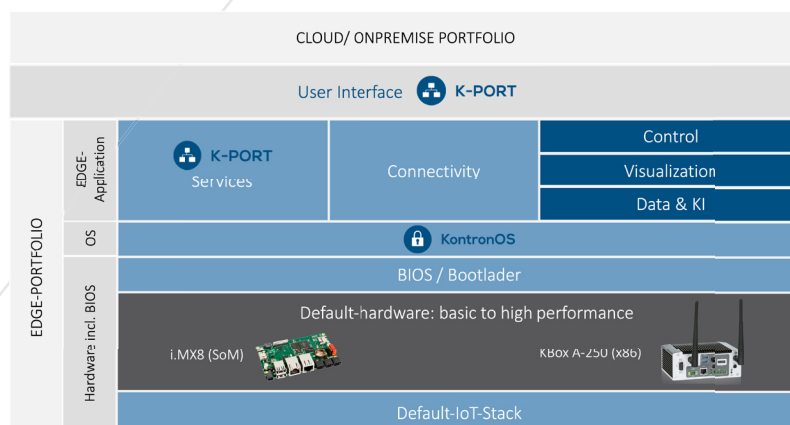 CLOUD/ ONPREMISE PORTFOLIO
User Interface K-PORT
EDGE-PORTFOLIO
EDGE-
Application
K-PORT
Services
Connectivity
Control
Visualization
Data & KI
OS
KontronOS
Hardware incl. BIOS
BIOS / Bootlader
Default-hardware: basic to high performance
i.MX8 (SoM)
KBox A-250 (x86)
Default-IoT-Stack